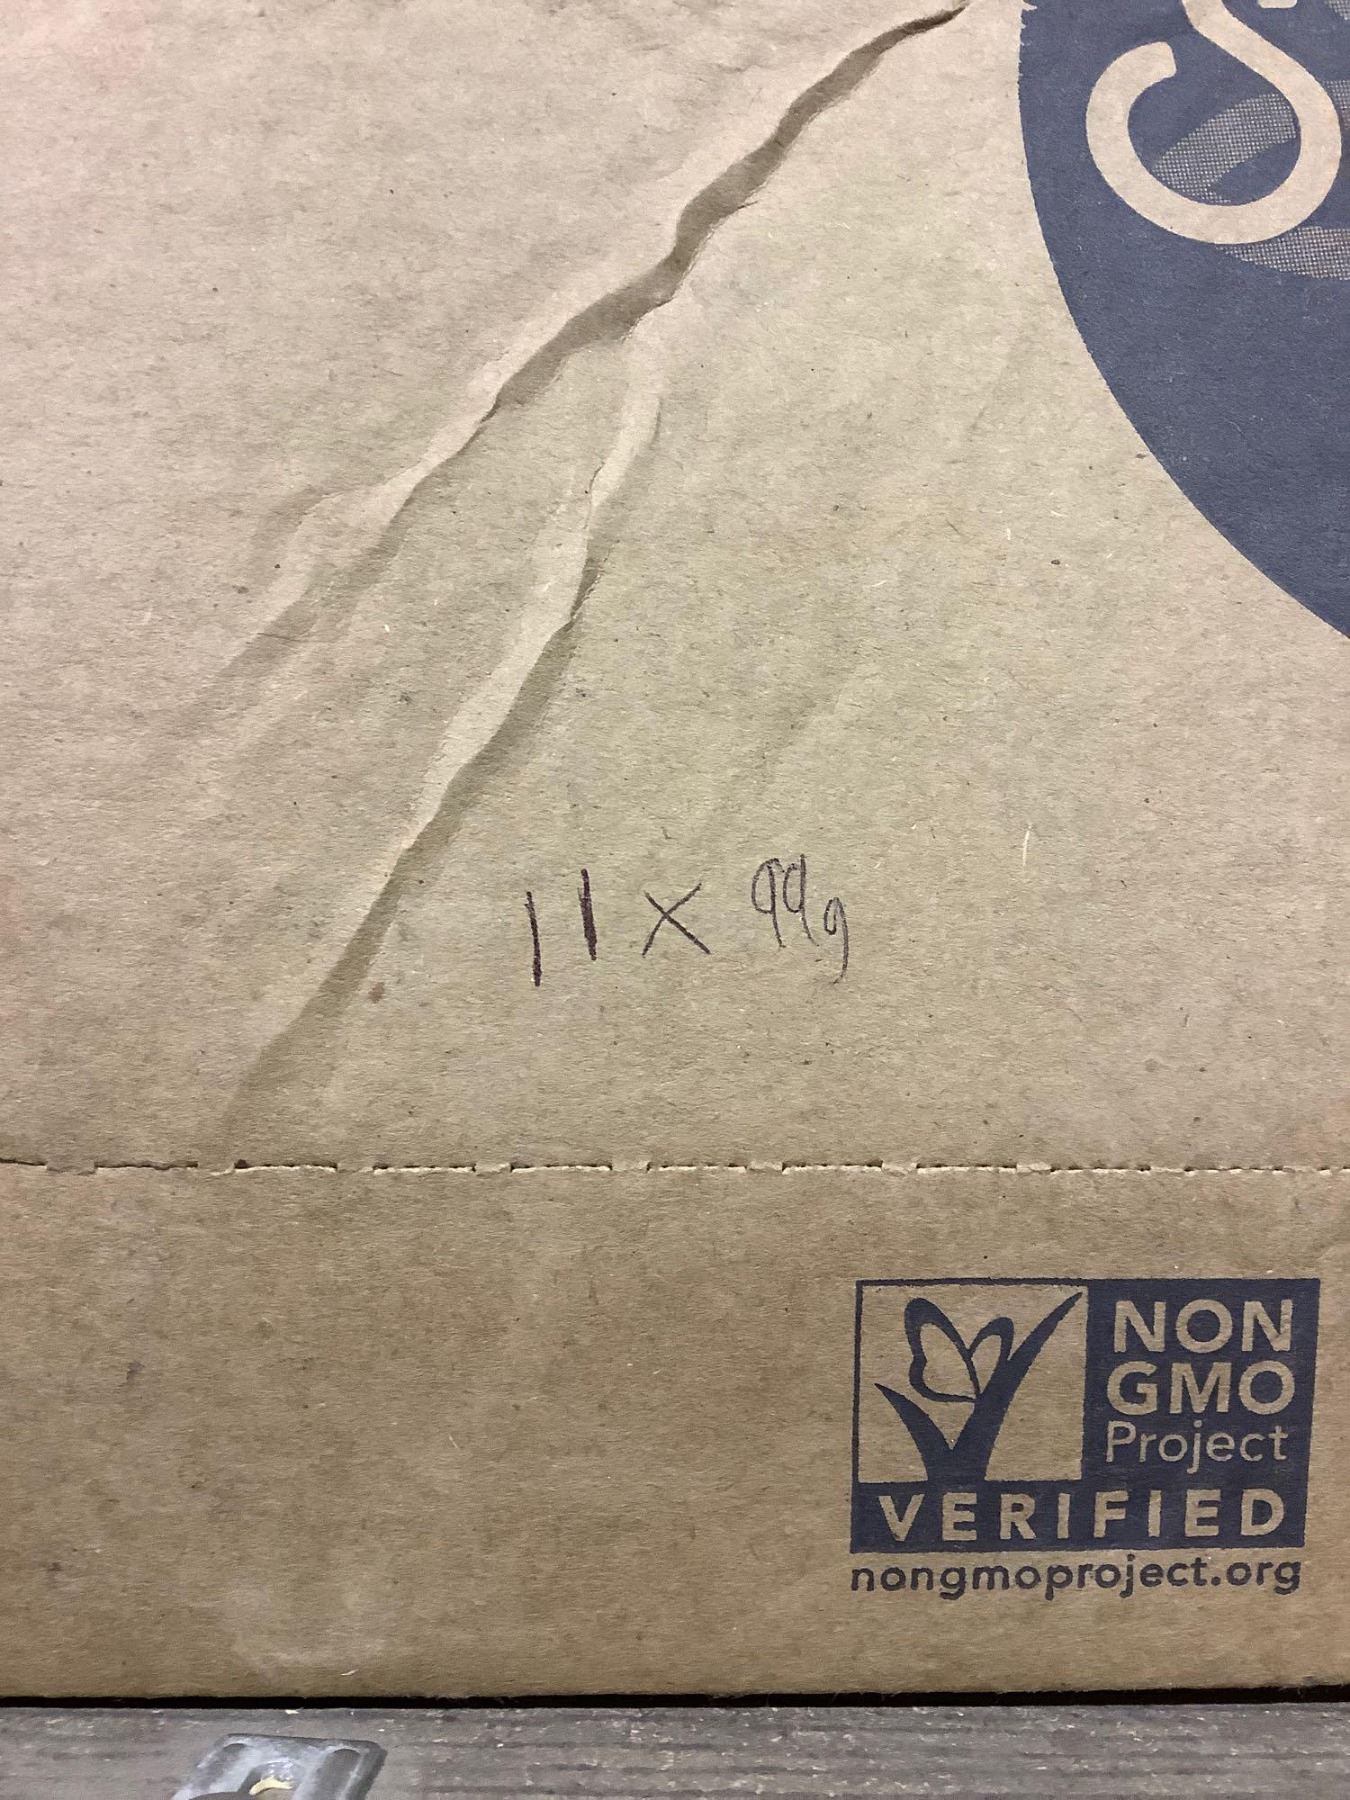 S
11 x 99g
NON
GMO
Project
VERIFIED
nongmoproject.org